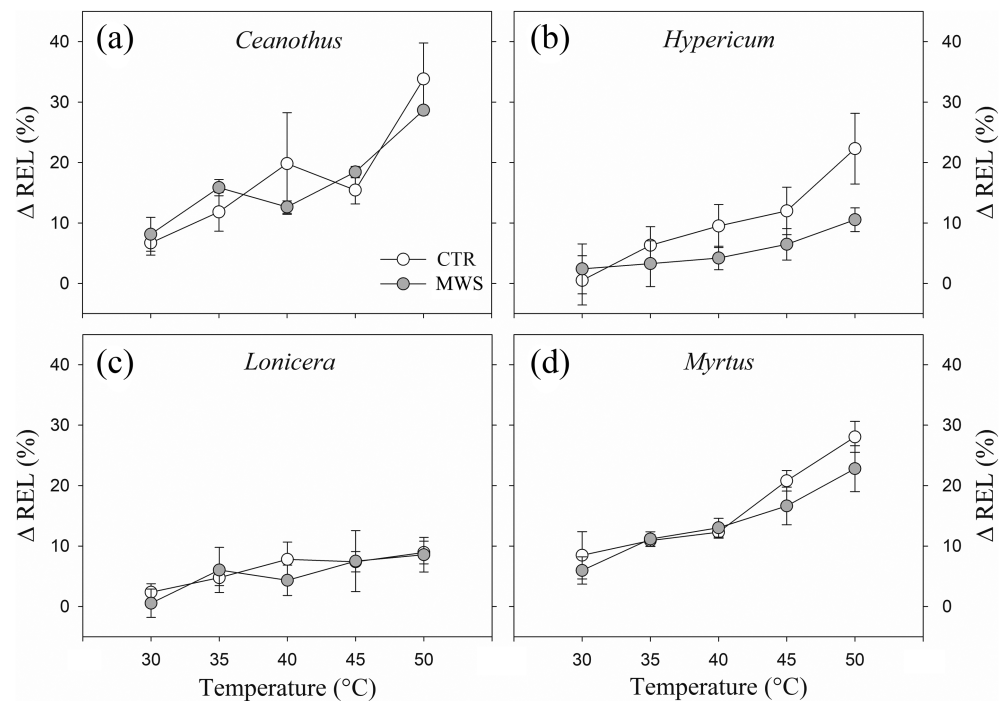 (a) Ceanothus
(b) Hypericum
40 40
30 30
Δ REL (%) Δ REL (%)
20 20
10 10
CTR
0 0
MWS
(c) Lonicera
(d) Myrtus
40 40
30 30
Δ REL (%) Δ REL (%)
20 20
10 10
0 0
30 35 40 45 50 30 35 40 45 50
Temperature (°C) Temperature (°C)